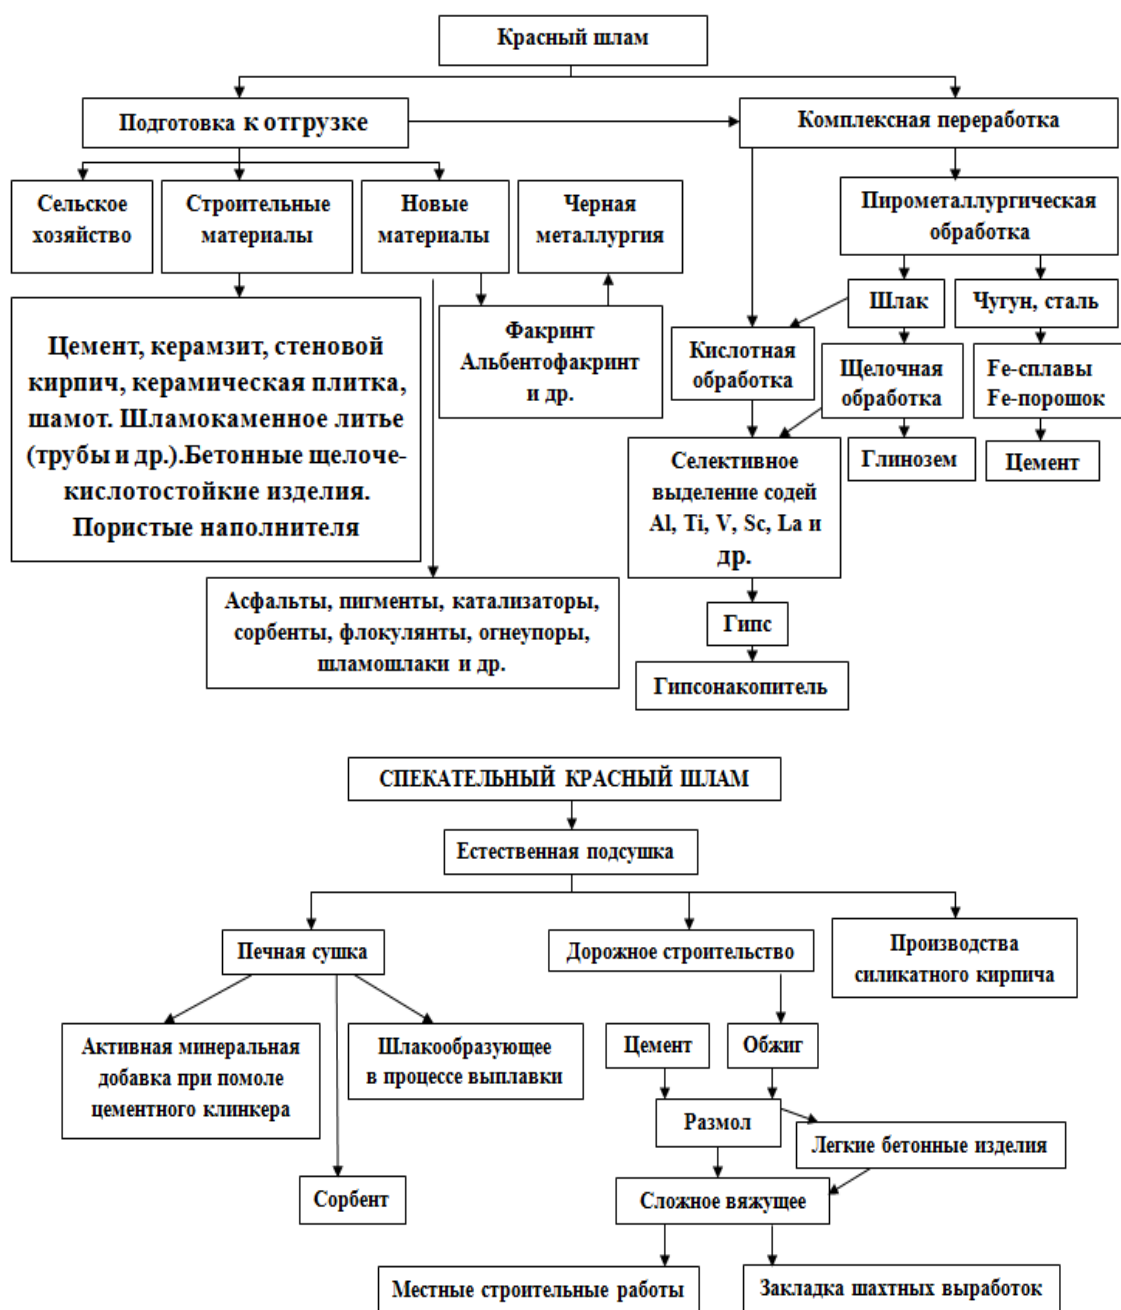 Красный шлам
Подготовка к отгрузке
Комплексная переработка
Сельское
хозяйство
Строительные
материалы
Новые
материалы
Черная
металлургия
Пирометаллургическая
обработка
Шлак
Чугун, сталь
Цемент, керамзит, стеновой
кирпич, керамическая плитка,
шамот. Шламокаменное литье
(трубы и др.).Бетонные щелоче-
кислотостойкие изделия.
Пористые наполнителя
Факринт
Альбентофакринт
и др.
Кислотная
обработка
Щелочная
обработка
Fe-сплавы
Fe-порошок
Селективное
выделение содей
Al, Ti, V, Sc, La и
др.
Глинозем
Цемент
Асфальты, пигменты, катализаторы,
сорбенты, флокулянты, огнеупоры,
шламошлаки и др.
Гипс
Гипсонакопитель
СПЕКАТЕЛЬНЫЙ КРАСНЫЙ ШЛАМ
Естественная подсушка
Печная сушка
Дорожное строительство
Производства
силикатного кирпича
Активная минеральная
добавка при помоле
цементного клинкера
Шлакообразующее
в процессе выплавки
Цемент
Обжиг
Размол
Легкие бетонные изделия
Сорбент
Сложное вяжущее
Местные строительные работы
Закладка шахтных выработок